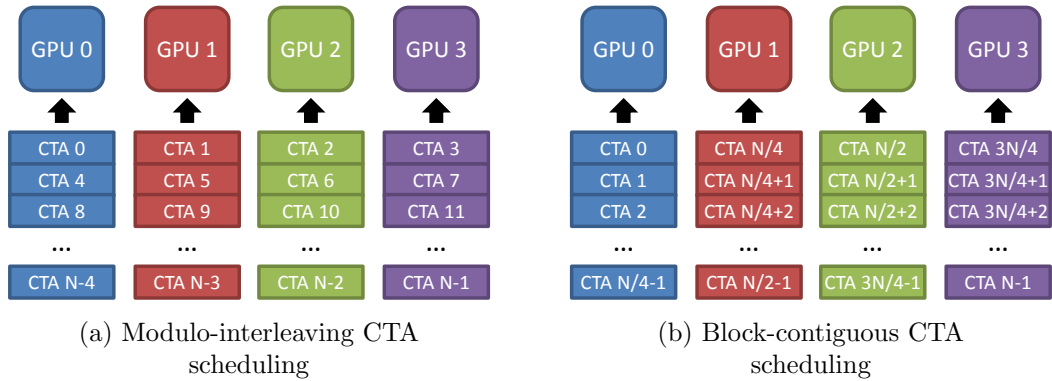 GPU 0
GPU 1
GPU 2
GPU 3
CTA 0
CTA 1
CTA 2
CTA 3
CTA 4
CTA 5
CTA 6
CTA 7
CTA 8
CTA 9
CTA 10
CTA 11
...
...
...
...
CTA N-4
CTA N-3
CTA N-2
CTA N-1
(a) Modulo-interleaving CTA
scheduling
GPU 0
GPU 1
GPU 2
GPU 3
CTA 0
CTA N/4
CTA N/2
CTA 3N/4
CTA 1
CTA N/4+1
CTA N/2+1
CTA 3N/4+1
CTA 2
CTA N/4+2
CTA N/2+2
CTA 3N/4+2
...
...
...
...
CTA N/4-1
CTA N/2-1
CTA 3N/4-1
CTA N-1
(b) Block-contiguous CTA
scheduling